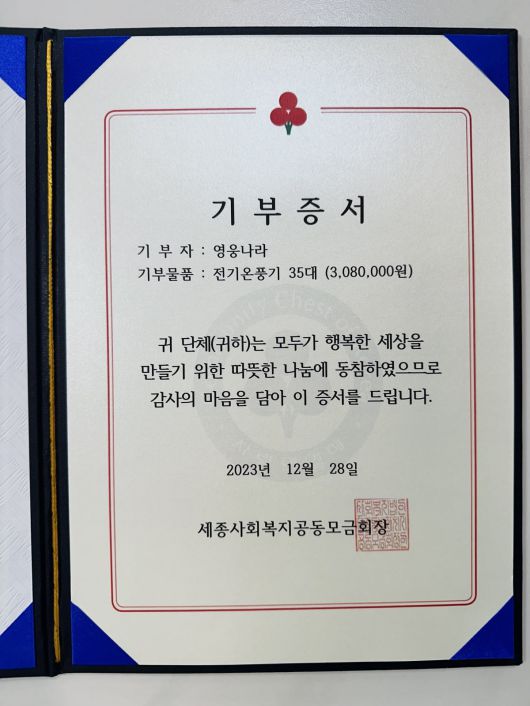 기 부 증 서
기 부 자 : 영웅나라
기부물품 : 전기온풍기 35대 (3,080,000원)
귀 단체(귀하)는 모두가 행복한 세상을
만들기 위한 따뜻한 나눔에 동참하였으므로
감사의 마음을 담아 이 증서를 드립니다.
2023년 12월 28일
세종사회복지공동모금회장